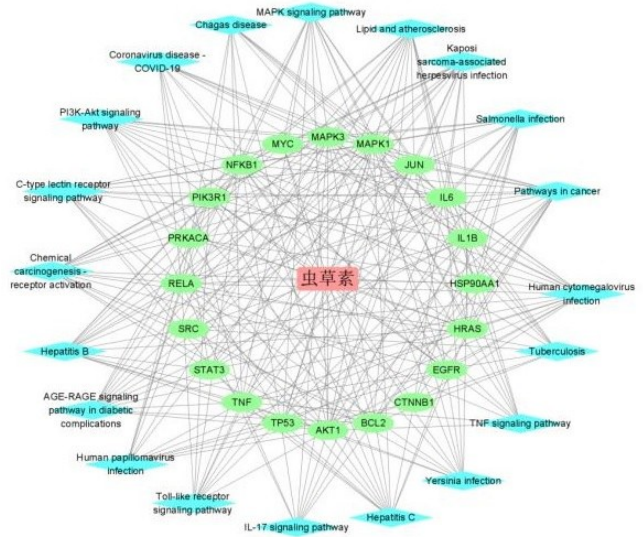 MAPK signaling pathway
Chagas disease
Lipid and atherosclerosis
Coronavirus disease -
COVID-19
Kaposi
sarcoma-associated
herpesvirus infection
PI3K-Akt signaling
pathway
Salmonella infection
MYC
MAPK3
MAPK1
NFKB1
JUN
C-type lectin receptor
signaling pathway
PIK3R1
IL6
Pathways in cancer
PRKACA
IL1B
Chemical
carcinogenesis -
receptor activation
RELA
虫草素
HSP90AA1
Human cytomegalovirus
infection
SRC
HRAS
Hepatitis B
STAT3
EGFR
Tuberculosis
AGE-RAGE signaling
pathway in diabetic
complications
TNF
CTNNB1
TP53
AKT1
BCL2
TNF signaling pathway
Human papillomavirus
infection
Yersinia infection
Toll-like receptor
signaling pathway
IL-17 signaling pathway
Hepatitis C